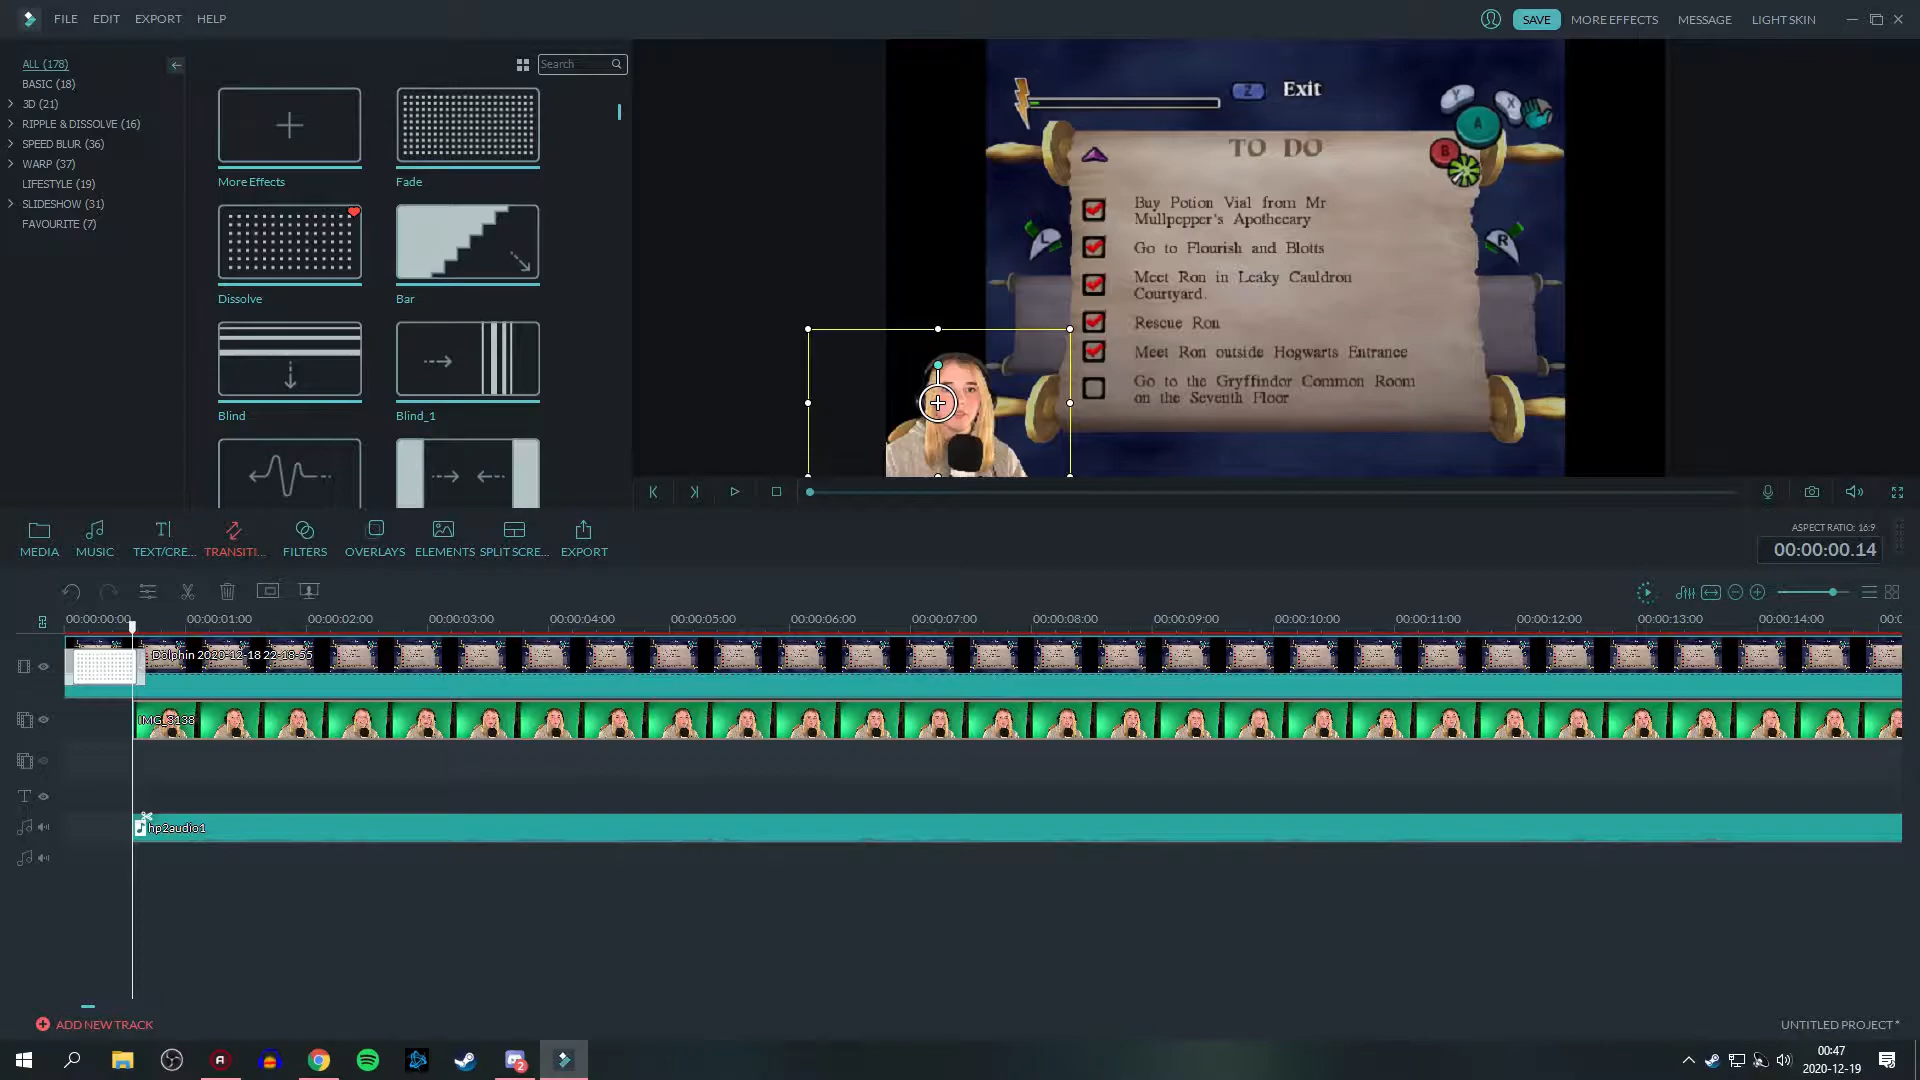 FILE EDIT EXPORT HELP
SAVE MORE EFFECTS MESSAGE LIGHT SKIN
ALL (178)
BASIC (18)
3D (21)
RIPPLE & DISSOLVE (16)
SPEED BLUR (36)
WARP (37)
LIFESTYLE (19)
SLIDESHOW (31)
FAVOURITE (7)
Search
More Effects
Fade
Dissolve
Bar
Blind
Blind_1
Z Exit
Y
X
A
B
L
R
TO DO
Buy Potion Vial from Mr
Mullpepper's Apothecary
Go to Flourish and Blotts
Meet Ron in Leaky Cauldron
Courtyard.
Rescue Ron
Meet Ron outside Hogwarts Entrance
Go to the Gryffindor Common Room
on the Seventh Floor
MEDIA MUSIC TEXT/CRE... TRANSITI... FILTERS OVERLAYS ELEMENTS SPLIT SCRE... EXPORT
ASPECT RATIO: 16:9
00:00:00.14
00:00:00:00 00:00:01:00 00:00:02:00 00:00:03:00 00:00:04:00 00:00:05:00 00:00:06:00 00:00:07:00 00:00:08:00 00:00:09:00 00:00:10:00 00:00:11:00 00:00:12:00 00:00:13:00 00:00:14:00 00:0
Dolphin 2020-12-18 22-18-55
IMG_3138
hp2audio1
ADD NEW TRACK
UNTITLED PROJECT *
2
00:47
2020-12-19